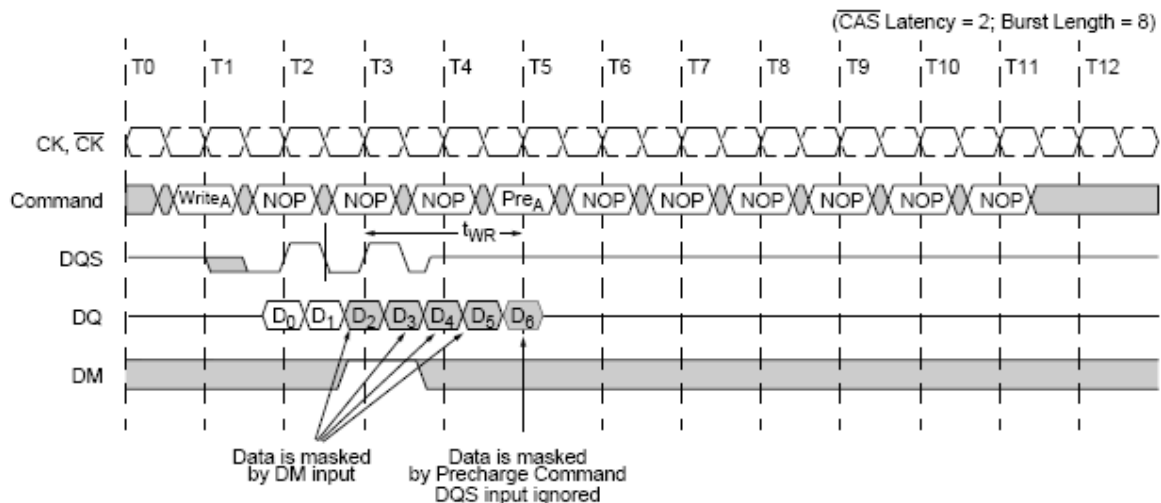 (CAS Latency = 2; Burst Length = 8)
T0 T1 T2 T3 T4 T5 T6 T7 T8 T9 T10 T11 T12
CK, CK
Command WriteA NOP NOP NOP PreA NOP NOP NOP NOP NOP NOP
tWR
DQS
DQ D0 D1 D2 D3 D4 D5 D6
DM
Data is masked
by DM input
Data is masked
by Precharge Command
DQS input ignored